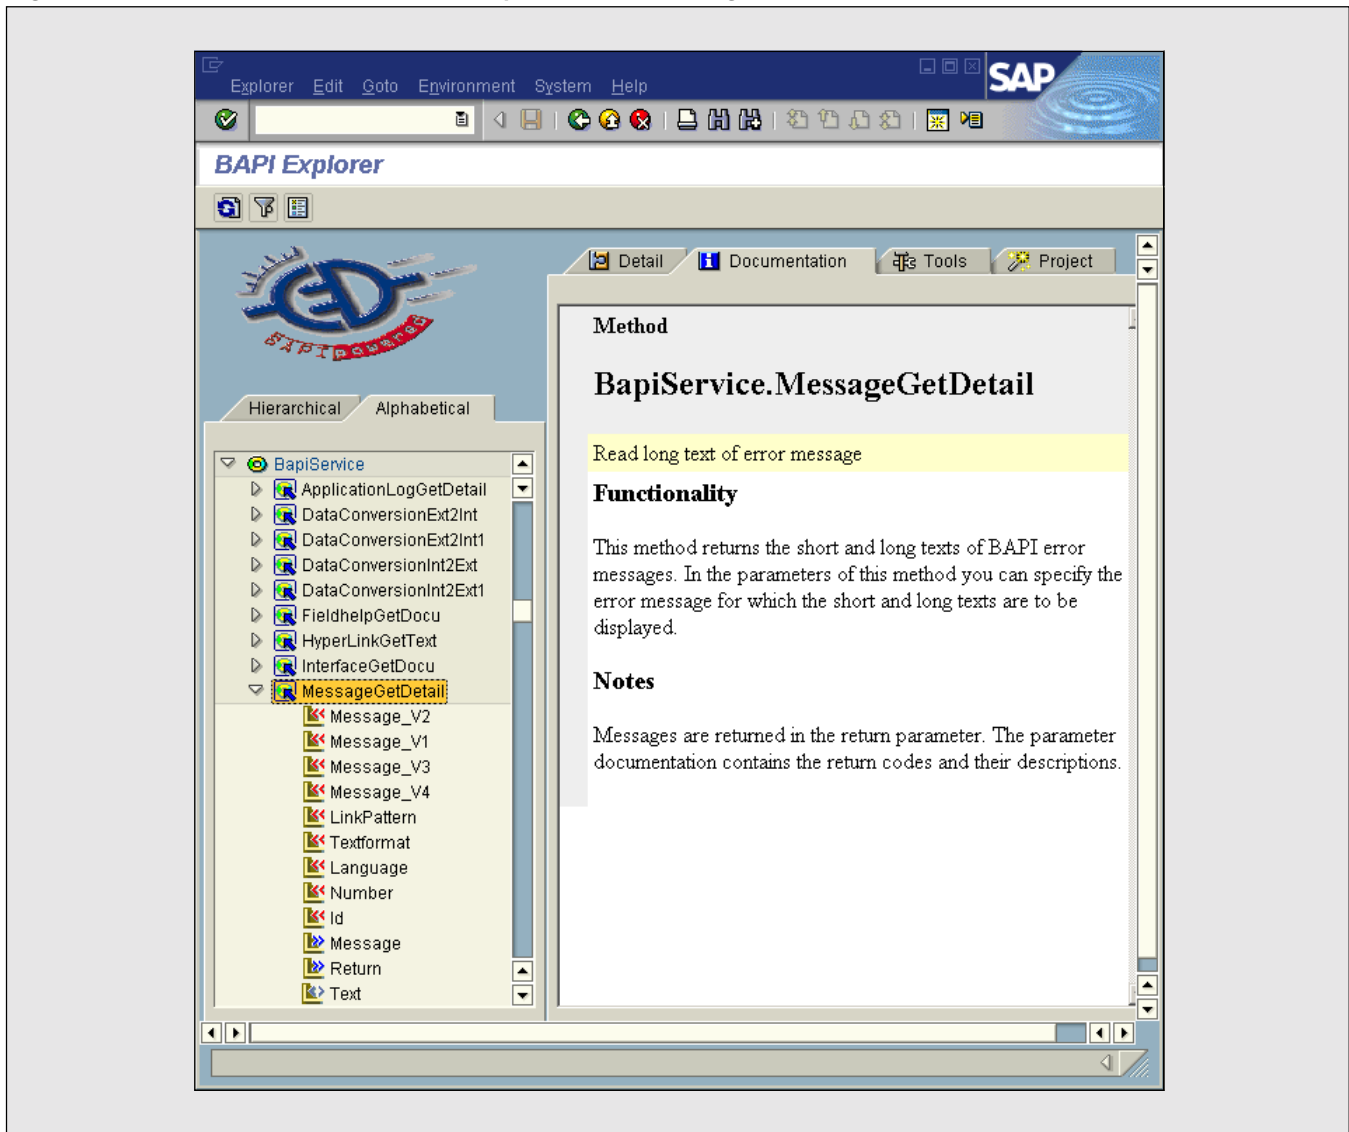 Explorer Edit Goto Environment System Help
SAP
BAPI Explorer
BAPI powered
Detail Documentation Tools Project
Hierarchical Alphabetical
BapiService
ApplicationLogGetDetail
DataConversionExt2Int
DataConversionExt2Int1
DataConversionInt2Ext
DataConversionInt2Ext1
FieldhelpGetDocu
HyperLinkGetText
InterfaceGetDocu
MessageGetDetail
Message_V2
Message_V1
Message_V3
Message_V4
LinkPattern
Textformat
Language
Number
Id
Message
Return
Text
Method
BapiService.MessageGetDetail
Read long text of error message
Functionality
This method returns the short and long texts of BAPI error
messages. In the parameters of this method you can specify the
error message for which the short and long texts are to be
displayed.
Notes
Messages are returned in the return parameter. The parameter
documentation contains the return codes and their descriptions.